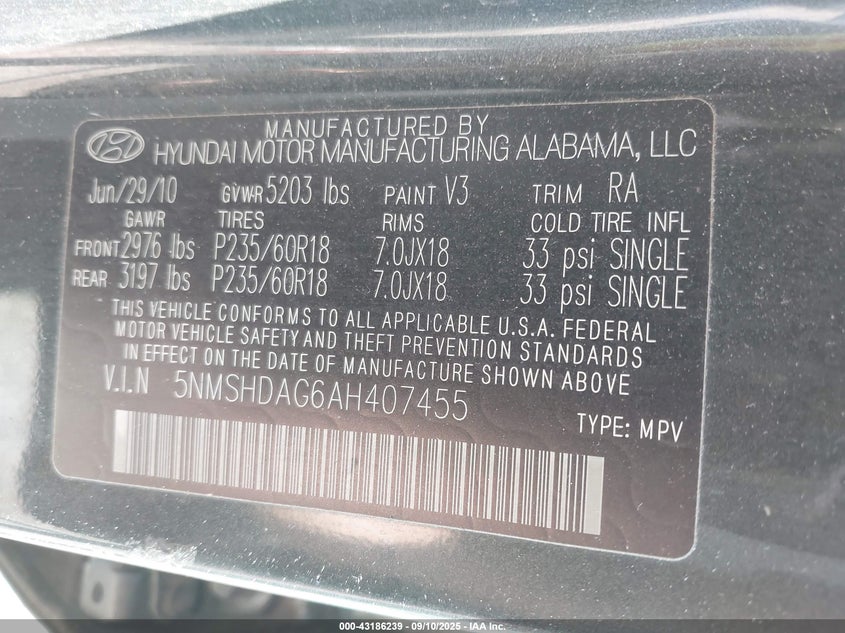 MANUFACTURED BY
HYUNDAI MOTOR MANUFACTURING ALABAMA, LLC
Jun/29/10 GVWR 5203 lbs PAINT V3 TRIM RA
GAWR TIRES RIMS COLD TIRE INFL
FRONT 2976 lbs P235/60R18 7.0JX18 33 psi SINGLE
REAR 3197 lbs P235/60R18 7.0JX18 33 psi SINGLE
THIS VEHICLE CONFORMS TO ALL APPLICABLE U.S.A. FEDERAL
MOTOR VEHICLE SAFETY AND THEFT PREVENTION STANDARDS
IN EFFECT ON THE DATE OF MANUFACTURE SHOWN ABOVE
V.I.N 5NMSHDAG6AH407455
TYPE: MPV
000-43186239 - 09/10/2025 - IAA Inc.